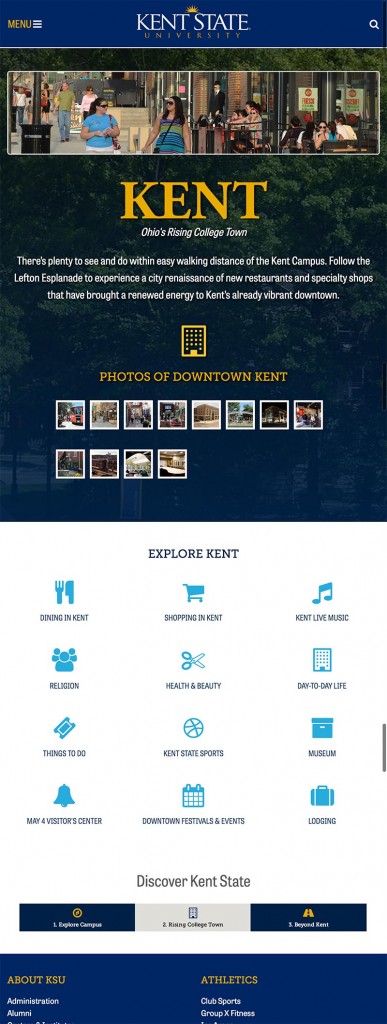 MENU
KENT STATE
UNIVERSITY
KENT
Ohio's Rising College Town
There's plenty to see and do within easy walking distance of the Kent Campus. Follow the
Lefton Esplanade to experience a city renaissance of new restaurants and specialty shops
that have brought a renewed energy to Kent's already vibrant downtown.
PHOTOS OF DOWNTOWN KENT
EXPLORE KENT
DINING IN KENT
SHOPPING IN KENT
KENT LIVE MUSIC
RELIGION
HEALTH & BEAUTY
DAY-TO-DAY LIFE
THINGS TO DO
KENT STATE SPORTS
MUSEUM
MAY 4 VISITOR'S CENTER
DOWNTOWN FESTIVALS & EVENTS
LODGING
Discover Kent State
1. Explore Campus
2. Rising College Town
3. Beyond Kent
ABOUT KSU
Administration
Alumni
ATHLETICS
Club Sports
Group X Fitness